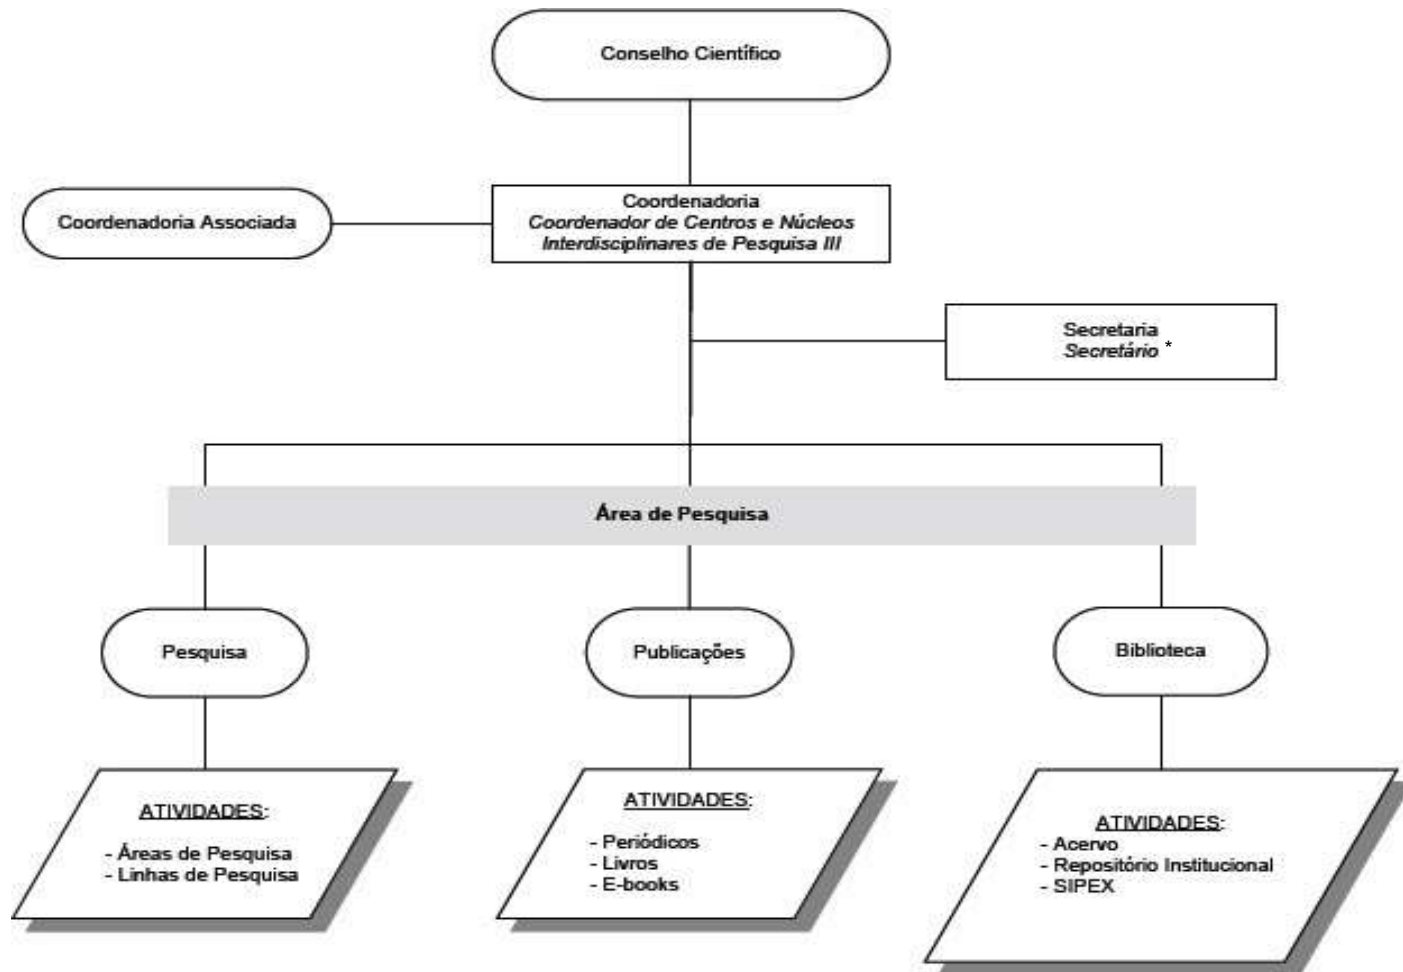 Conselho Científico
Coordenadoria Associada
Coordenadoria
Coordenador de Centros e Núcleos
Interdisciplinares de Pesquisa III
Secretaria
Secretário *
Área de Pesquisa
Pesquisa
Publicações
Biblioteca
ATIVIDADES:
- Áreas de Pesquisa
- Linhas de Pesquisa
ATIVIDADES:
- Periódicos
- Livros
- E-books
ATIVIDADES:
- Acervo
- Repositório Institucional
- SIPEX